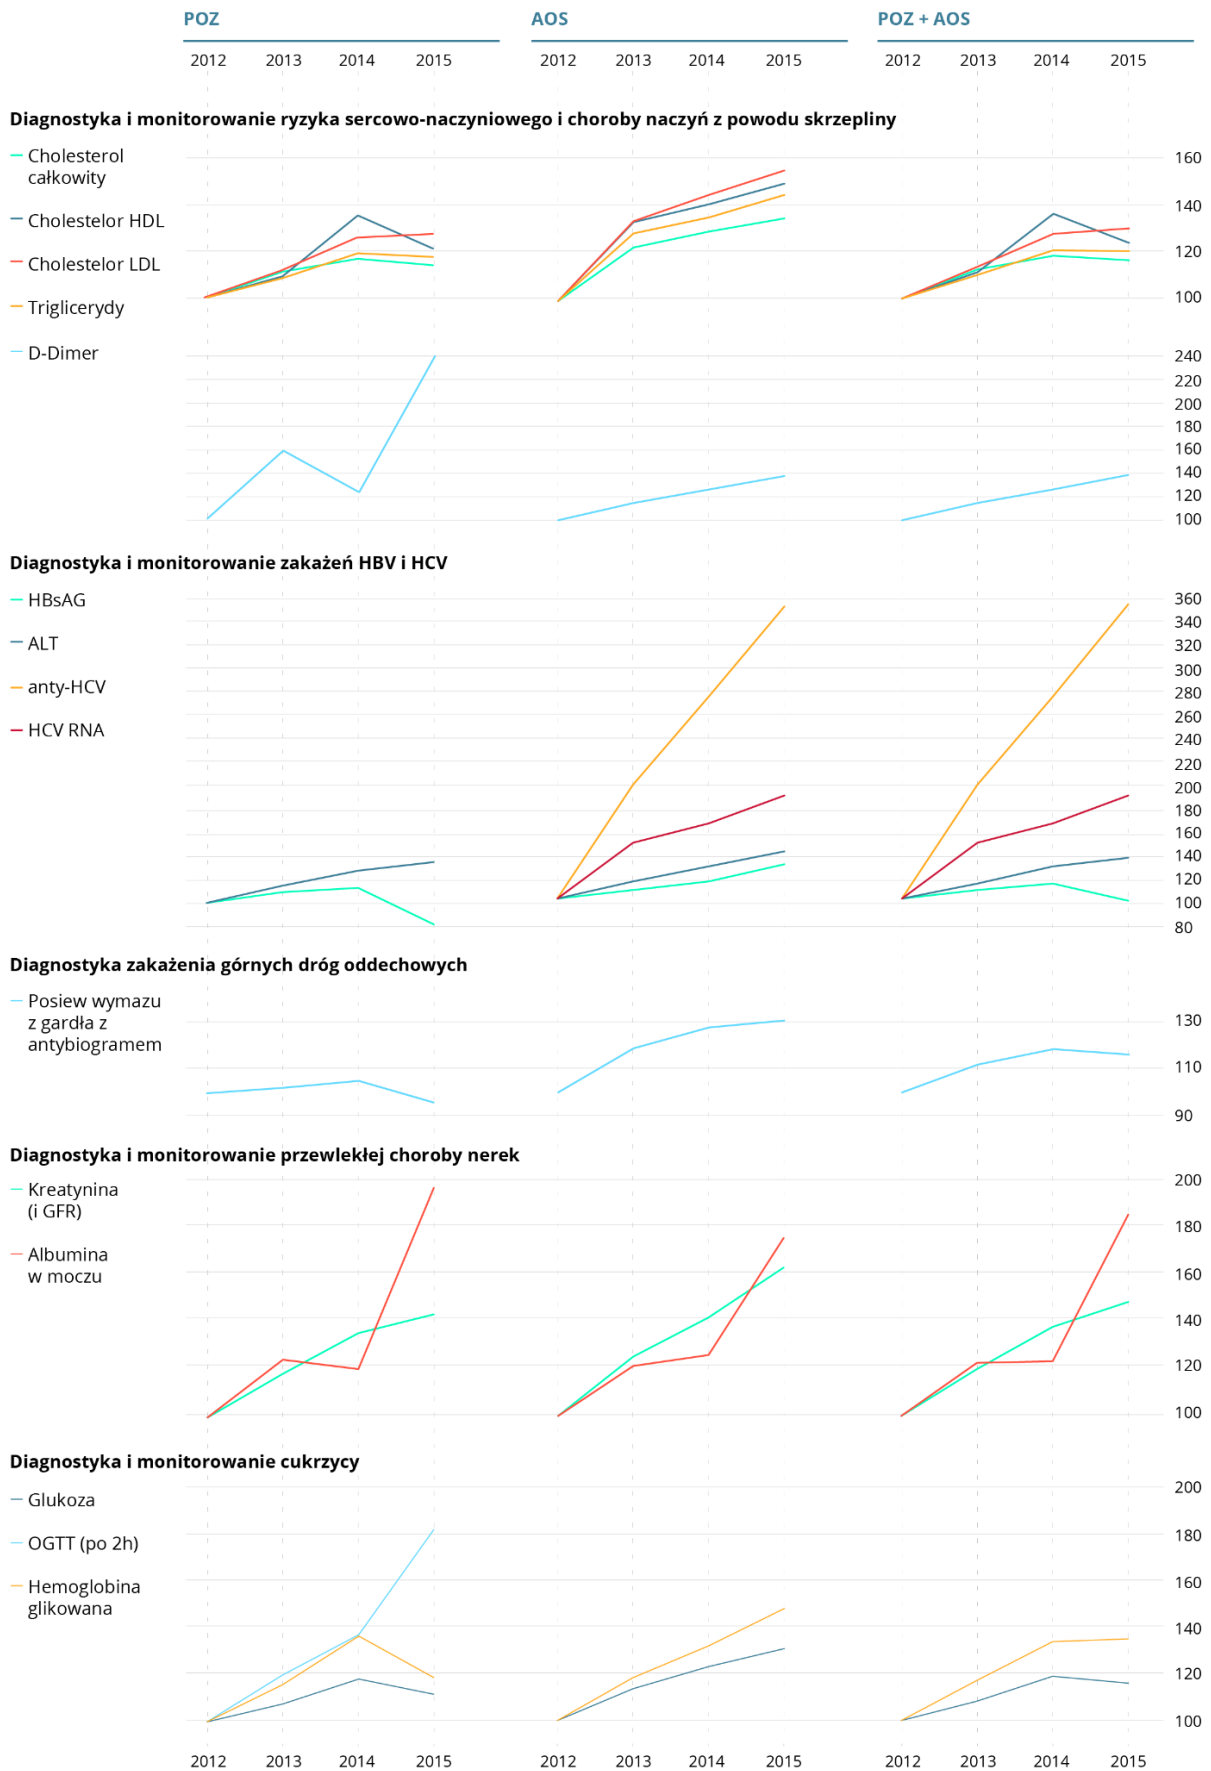 POZ AOS POZ + AOS
2012 2013 2014 2015 2012 2013 2014 2015 2012 2013 2014 2015
Diagnostyka i monitorowanie ryzyka sercowo-naczyniowego i choroby naczyń z powodu skrzepliny
Cholesterol
całkowity
Cholestelor HDL
Cholestelor LDL
Triglicerydy
160
140
120
100
D-Dimer
240
220
200
180
160
140
120
100
Diagnostyka i monitorowanie zakażeń HBV i HCV
HBsAG
ALT
anty-HCV
HCV RNA
360
340
320
300
280
260
240
220
200
180
160
140
120
100
80
Diagnostyka zakażenia górnych dróg oddechowych
Posiew wymazu
z gardła z
antybiogramem
130
110
90
Diagnostyka i monitorowanie przewlekłej choroby nerek
Kreatynina
(i GFR)
Albumina
w moczu
200
180
160
140
120
100
Diagnostyka i monitorowanie cukrzycy
Glukoza
OGTT (po 2h)
Hemoglobina
glikowana
200
180
160
140
120
100
2012 2013 2014 2015 2012 2013 2014 2015 2012 2013 2014 2015